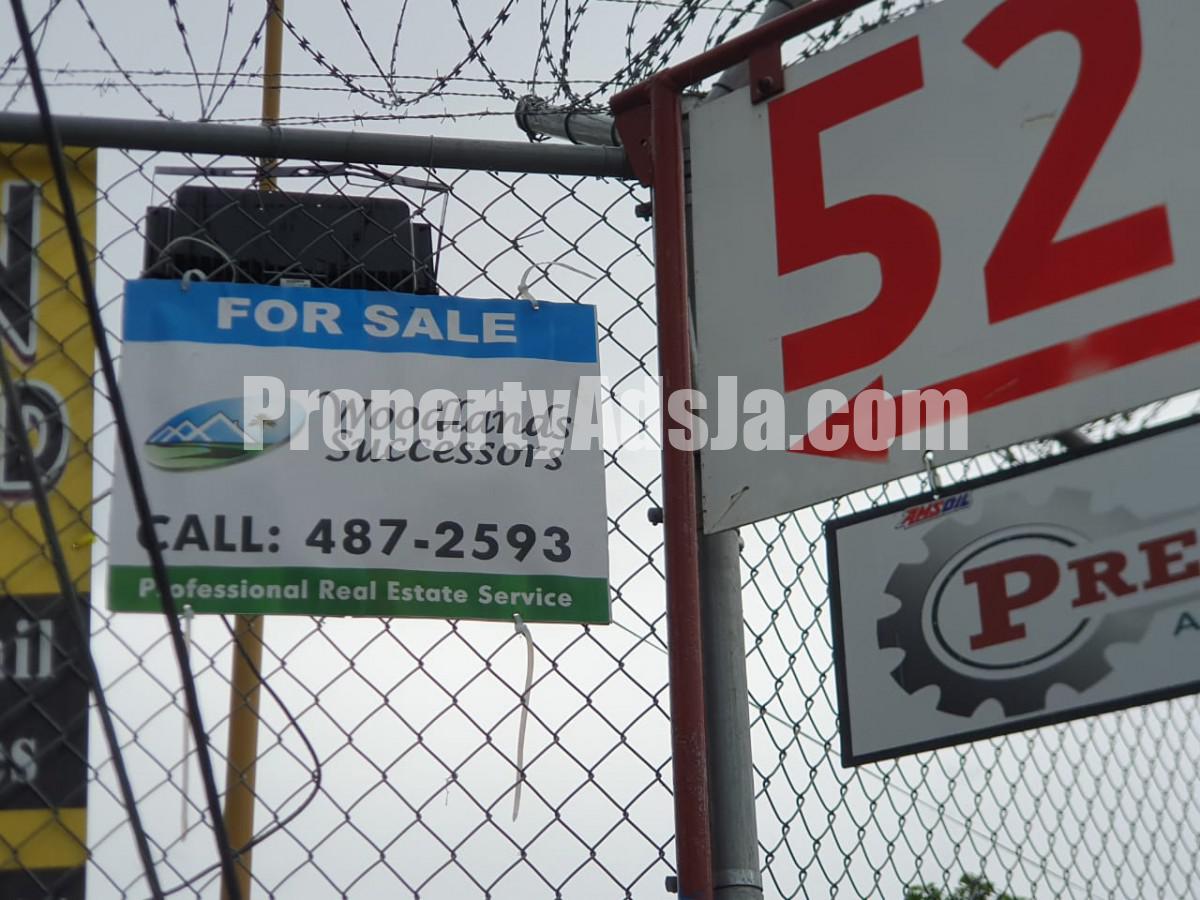 FOR SALE
Woodlands
Successors
CALL: 487-2593
Professional Real Estate Service
PropertyAdsJa.com
52
AMSOIL
PRE